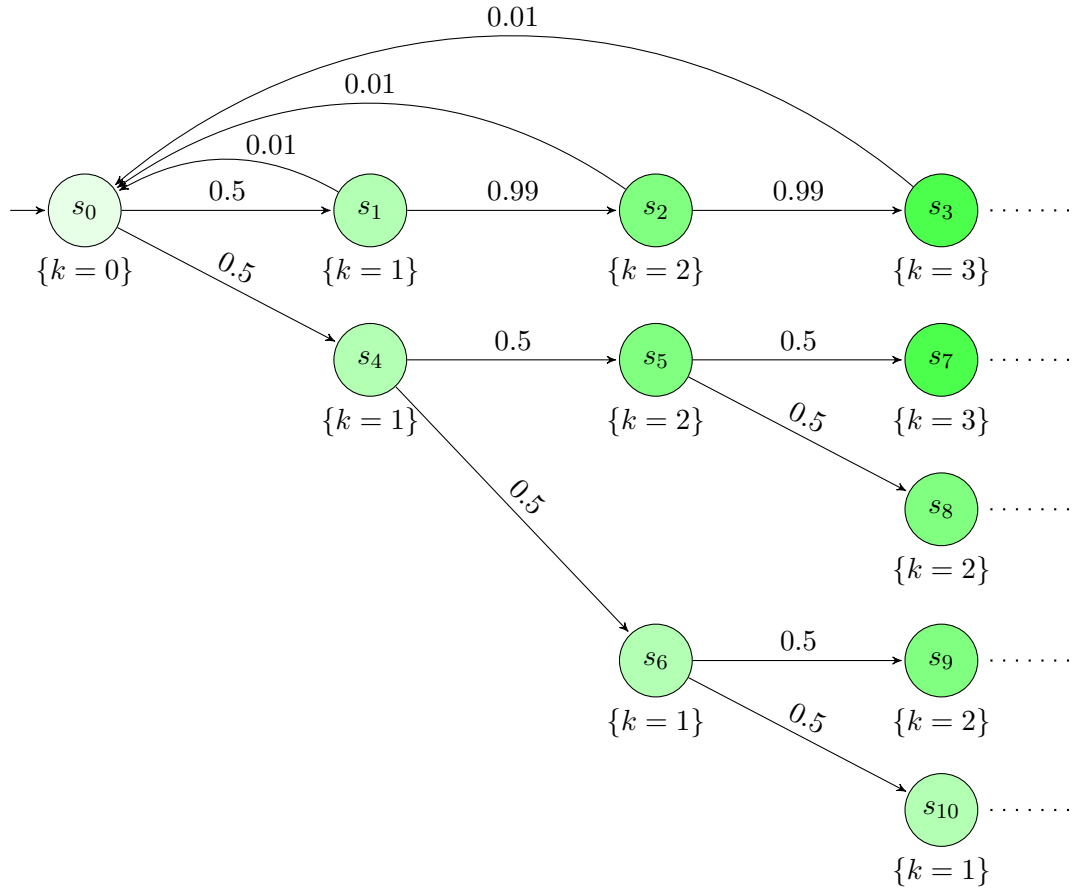 0.01
0.01
0.01
s0 0.5 s1 0.99 s2 0.99 s3 .......
{k = 0} {k = 1} {k = 2} {k = 3}
0.5
s4 0.5 s5 0.5 s7 .......
{k = 1} {k = 2} {k = 3}
0.5
s8 .......
0.5
{k = 2}
s6 0.5 s9 .......
{k = 1} {k = 2}
0.5
s10 .......
{k = 1}